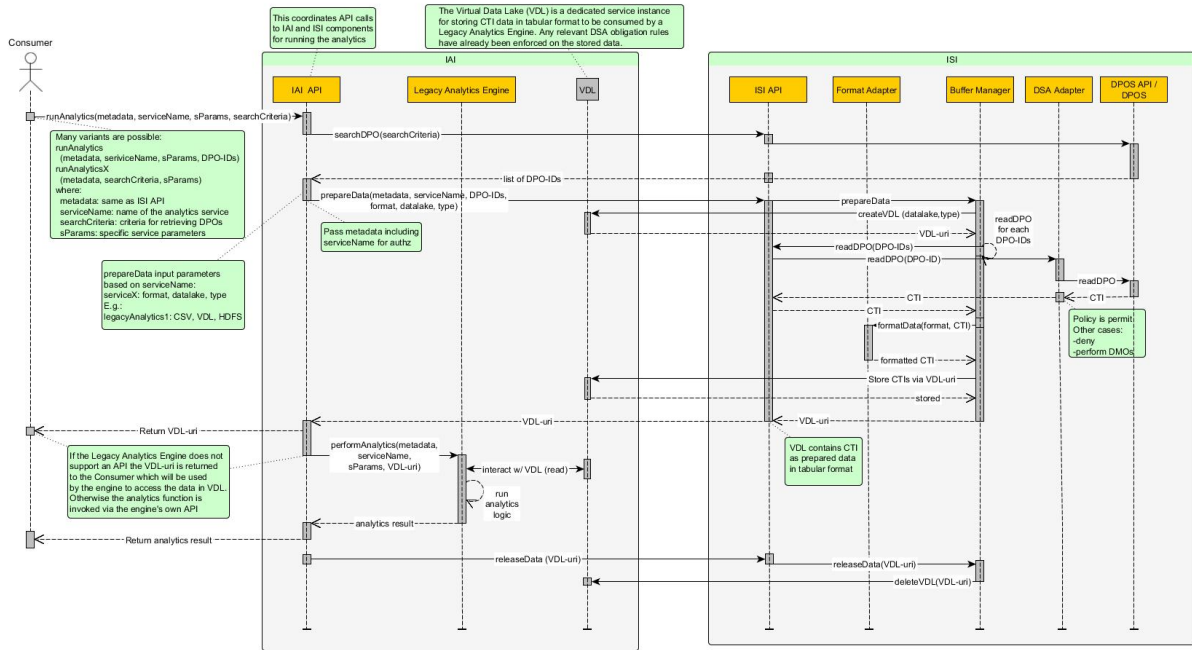 The Virtual Data Lake (VDL) is a dedicated service instance
for storing CTI data in tabular format to be consumed by a
Legacy Analytics Engine. Any relevant DSA obligation rules
have already been enforced on the stored data.
This coordinates API calls
to IAI and ISI components
for running the analytics
Consumer
IAI
ISI
IAI API
Legacy Analytics Engine
VDL
ISI API
Format Adapter
Buffer Manager
DSA Adapter
DPOS API /
DPOS
runAnalytics(metadata, serviceName, sParams, searchCriteria)
Many variants are possible:
runAnalytics
(metadata, seriviceName, sParams, DPO-IDs)
runAnalyticsX
(metadata, searchCriteria, sParams)
where:
metadata: same as ISI API
serviceName: name of the analytics service
searchCriteria: criteria for retrieving DPOs
sParams: specific service parameters
searchDPO(searchCriteria)
list of DPO-IDs
prepareData(metadata, serviceName, DPO-IDs,
format, datalake, type)
prepareData
createVDL (datalake,type)
VDL-uri
readDPO
for each
DPO-IDs
Pass metadata including
serviceName for authz
readDPO(DPO-IDs)
readDPO(DPO-ID)
readDPO
prepareData input parameters
based on serviceName:
serviceX: format, datalake, type
E.g.:
legacyAnalytics1: CSV, VDL, HDFS
CTI
CTI
CTI
Policy is permit.
Other cases:
-deny
-perform DMOs
formatData(format, CTI)
formatted CTI
Store CTIs via VDL-uri
stored
VDL-uri
VDL-uri
Return VDL-uri
If the Legacy Analytics Engine does not
support an API the VDL-uri is returned
to the Consumer which will be used
by the engine to access the data in VDL.
Otherwise the analytics function is
invoked via the engine's own API
performAnalytics(metadata,
serviceName,
sParams, VDL-uri)
VDL contains CTI
as prepared data
in tabular format
interact w/ VDL (read)
run
analytics
logic
analytics result
Return analytics result
releaseData (VDL-uri)
releaseData(VDL-uri)
deleteVDL(VDL-uri)